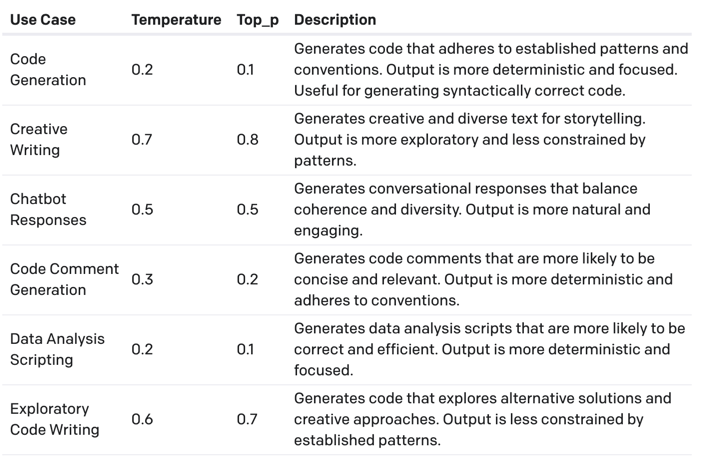 Use Case Temperature Top_p Description
Code Generation 0.2 0.1 Generates code that adheres to established patterns and
conventions. Output is more deterministic and focused.
Useful for generating syntactically correct code.
Creative Writing 0.7 0.8 Generates creative and diverse text for storytelling.
Output is more exploratory and less constrained by
patterns.
Chatbot Responses 0.5 0.5 Generates conversational responses that balance
coherence and diversity. Output is more natural and
engaging.
Code Comment Generation 0.3 0.2 Generates code comments that are more likely to be
concise and relevant. Output is more deterministic and
adheres to conventions.
Data Analysis Scripting 0.2 0.1 Generates data analysis scripts that are more likely to be
correct and efficient. Output is more deterministic and
focused.
Exploratory Code Writing 0.6 0.7 Generates code that explores alternative solutions and
creative approaches. Output is less constrained by
established patterns.